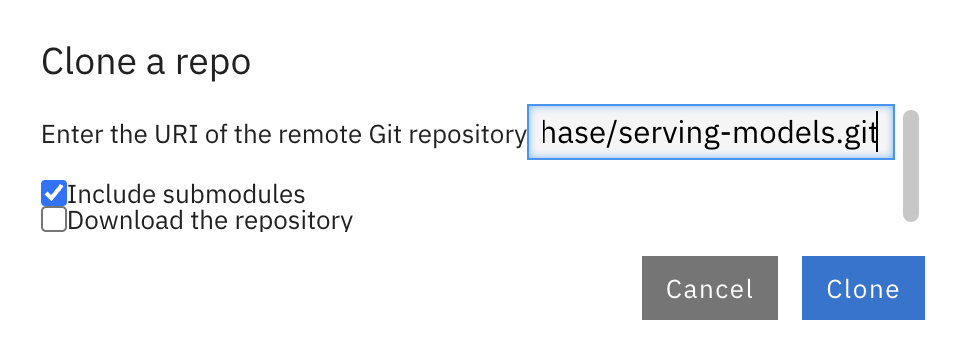 Clone a repo
Enter the URI of the remote Git repository hase/serving-models.git
Include submodules
Download the repository
Cancel Clone